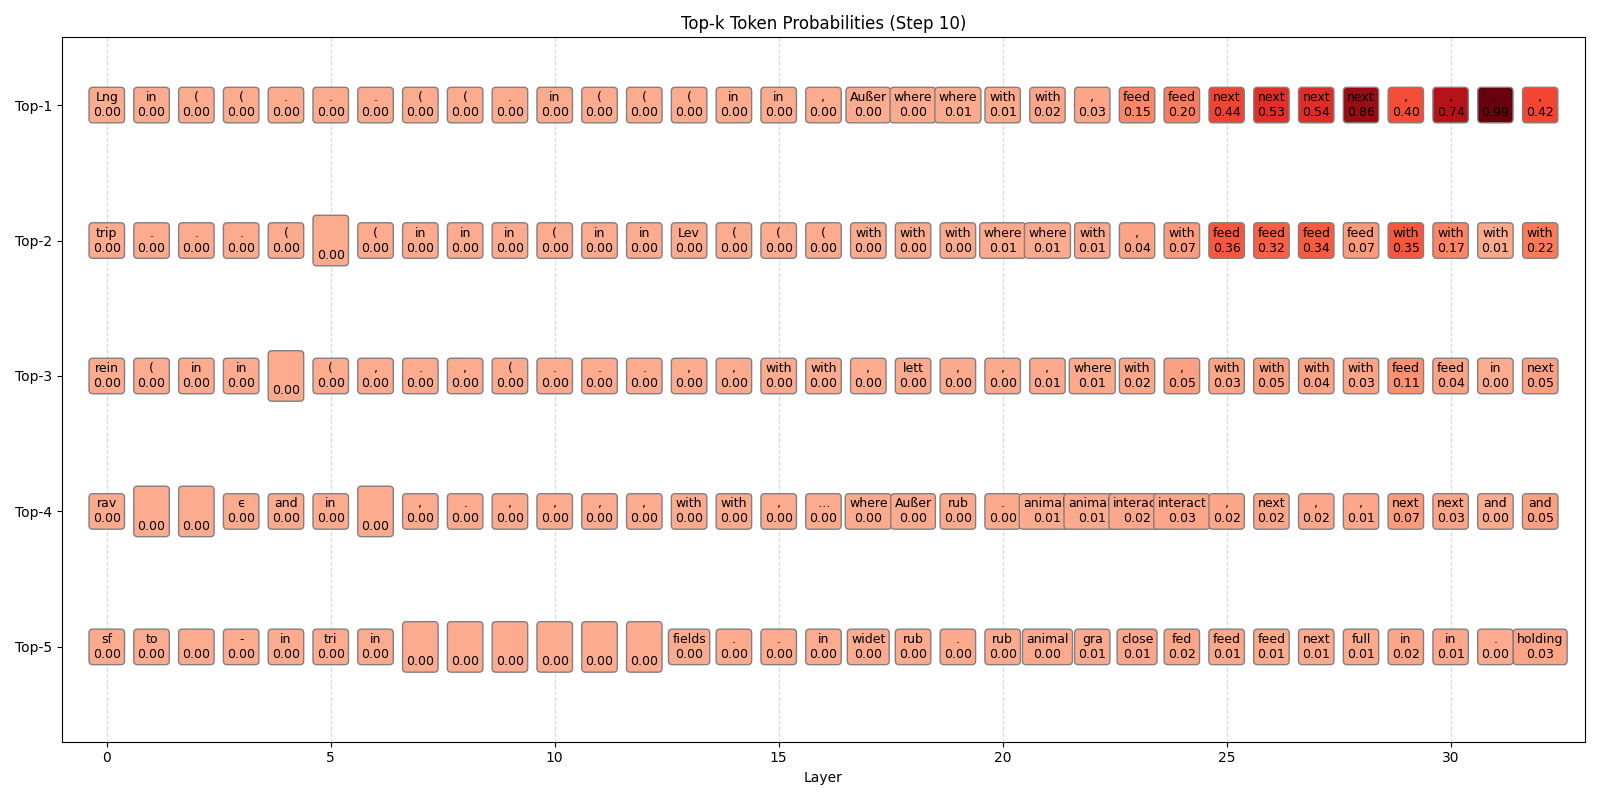 Top-k Token Probabilities (Step 10)
Lng in ( ( . . . ( ( . in ( ( ( in in , Außer where where with with , feed feed next next next next , , , ,
Top-1 0.00 0.00 0.00 0.00 0.00 0.00 0.00 0.00 0.00 0.00 0.00 0.00 0.00 0.00 0.00 0.00 0.00 0.00 0.00 0.01 0.01 0.02 0.03 0.15 0.20 0.44 0.53 0.54 0.86 0.40 0.74 0.99 0.42
trip . . . ( ( in in in ( in in Lev ( ( ( with with with where where with , with feed feed feed feed with with with with
Top-2 0.00 0.00 0.00 0.00 0.00 0.00 0.00 0.00 0.00 0.00 0.00 0.00 0.00 0.00 0.00 0.00 0.00 0.00 0.00 0.00 0.01 0.01 0.01 0.04 0.07 0.36 0.32 0.34 0.07 0.35 0.17 0.01 0.22
rein ( in in ( , . , ( . . . , , with with , lett , , , where with , with with with with feed feed in next
Top-3 0.00 0.00 0.00 0.00 0.00 0.00 0.00 0.00 0.00 0.00 0.00 0.00 0.00 0.00 0.00 0.00 0.00 0.00 0.00 0.00 0.00 0.01 0.01 0.02 0.05 0.03 0.05 0.04 0.03 0.11 0.04 0.00 0.05
rav ϵ and in , . , , , , with with , ... where Außer rub . anima anima interac interact , next , , next next and and
Top-4 0.00 0.00 0.00 0.00 0.00 0.00 0.00 0.00 0.00 0.00 0.00 0.00 0.00 0.00 0.00 0.00 0.00 0.00 0.00 0.00 0.00 0.01 0.01 0.02 0.03 0.02 0.02 0.02 0.01 0.07 0.03 0.00 0.05
sf to - in tri in fields . . in widet rub . rub animal gra close fed feed feed next full in in . holding
Top-5 0.00 0.00 0.00 0.00 0.00 0.00 0.00 0.00 0.00 0.00 0.00 0.00 0.00 0.00 0.00 0.00 0.00 0.00 0.00 0.00 0.00 0.00 0.01 0.01 0.02 0.01 0.01 0.01 0.01 0.02 0.01 0.00 0.03
0 5 10 15 20 25 30
Layer